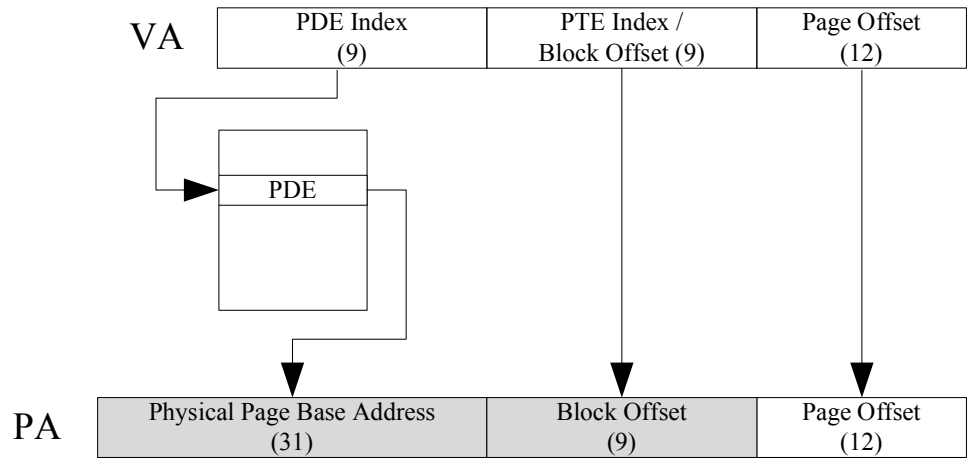 VA
PDE Index
(9)
PTE Index /
Block Offset (9)
Page Offset
(12)
PDE
PA
Physical Page Base Address
(31)
Block Offset
(9)
Page Offset
(12)